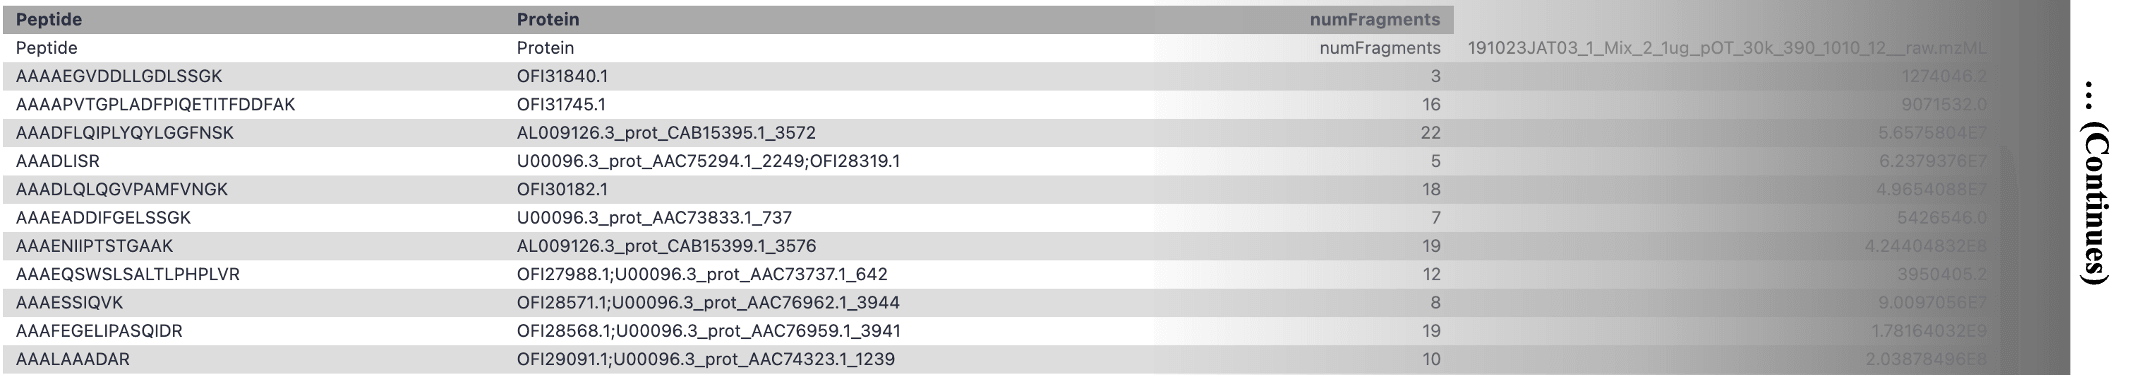 Peptide Protein numFragments
Peptide Protein numFragments 191023JAT03_1_Mix_2_1ug_pOT_30k_390_1010_12__raw.mzML
AAAAEGVDDLLGDLSSGK OFI31840.1 3 1274046.2
AAAAPVTGPLADFPIQETITFDDFAK OFI31745.1 16 9071532.0
AAADFLQIPLYQYLGGFNSK AL009126.3_prot_CAB15395.1_3572 22 5.6575804E7
AAADLISR U00096.3_prot_AAC75294.1_2249;OFI28319.1 5 6.2379376E7
AAADLQLQGVPAMFVNGK OFI30182.1 18 4.9654088E7
AAAEADDIFGELSSGK U00096.3_prot_AAC73833.1_737 7 5426546.0
AAAENIIPTSTGAAK AL009126.3_prot_CAB15399.1_3576 19 4.24404832E8
AAAEQSWSLSALTLPHPLVR OFI27988.1;U00096.3_prot_AAC73737.1_642 12 3950405.2
AAAESSIQVK OFI28571.1;U00096.3_prot_AAC76962.1_3944 8 9.0097056E7
AAAFEGELIPASQIDR OFI28568.1;U00096.3_prot_AAC76959.1_3941 19 1.78164032E9
AAALAAADAR OFI29091.1;U00096.3_prot_AAC74323.1_1239 10 2.03878496E8
... (Continues)